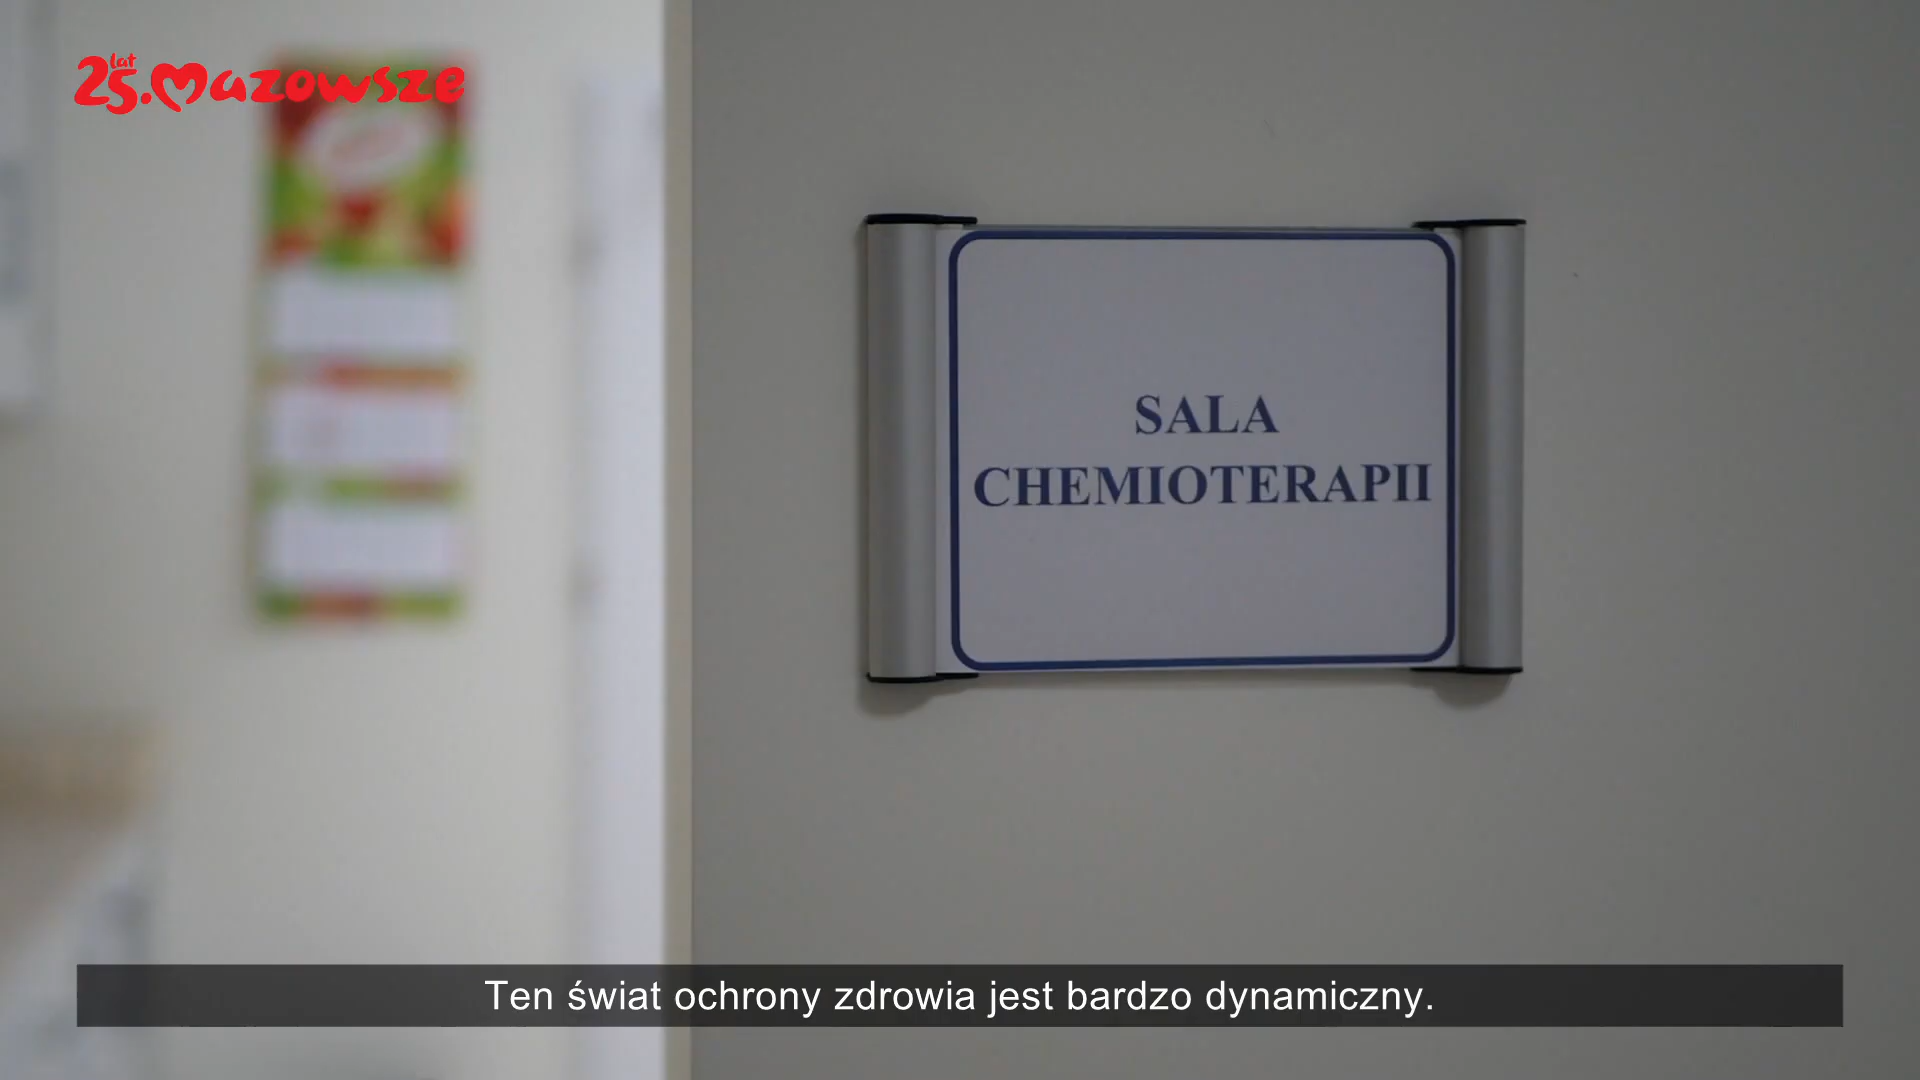 25 lat. Mazowsze
SALA
CHEMIOTERAPII
Ten świat ochrony zdrowia jest bardzo dynamiczny.